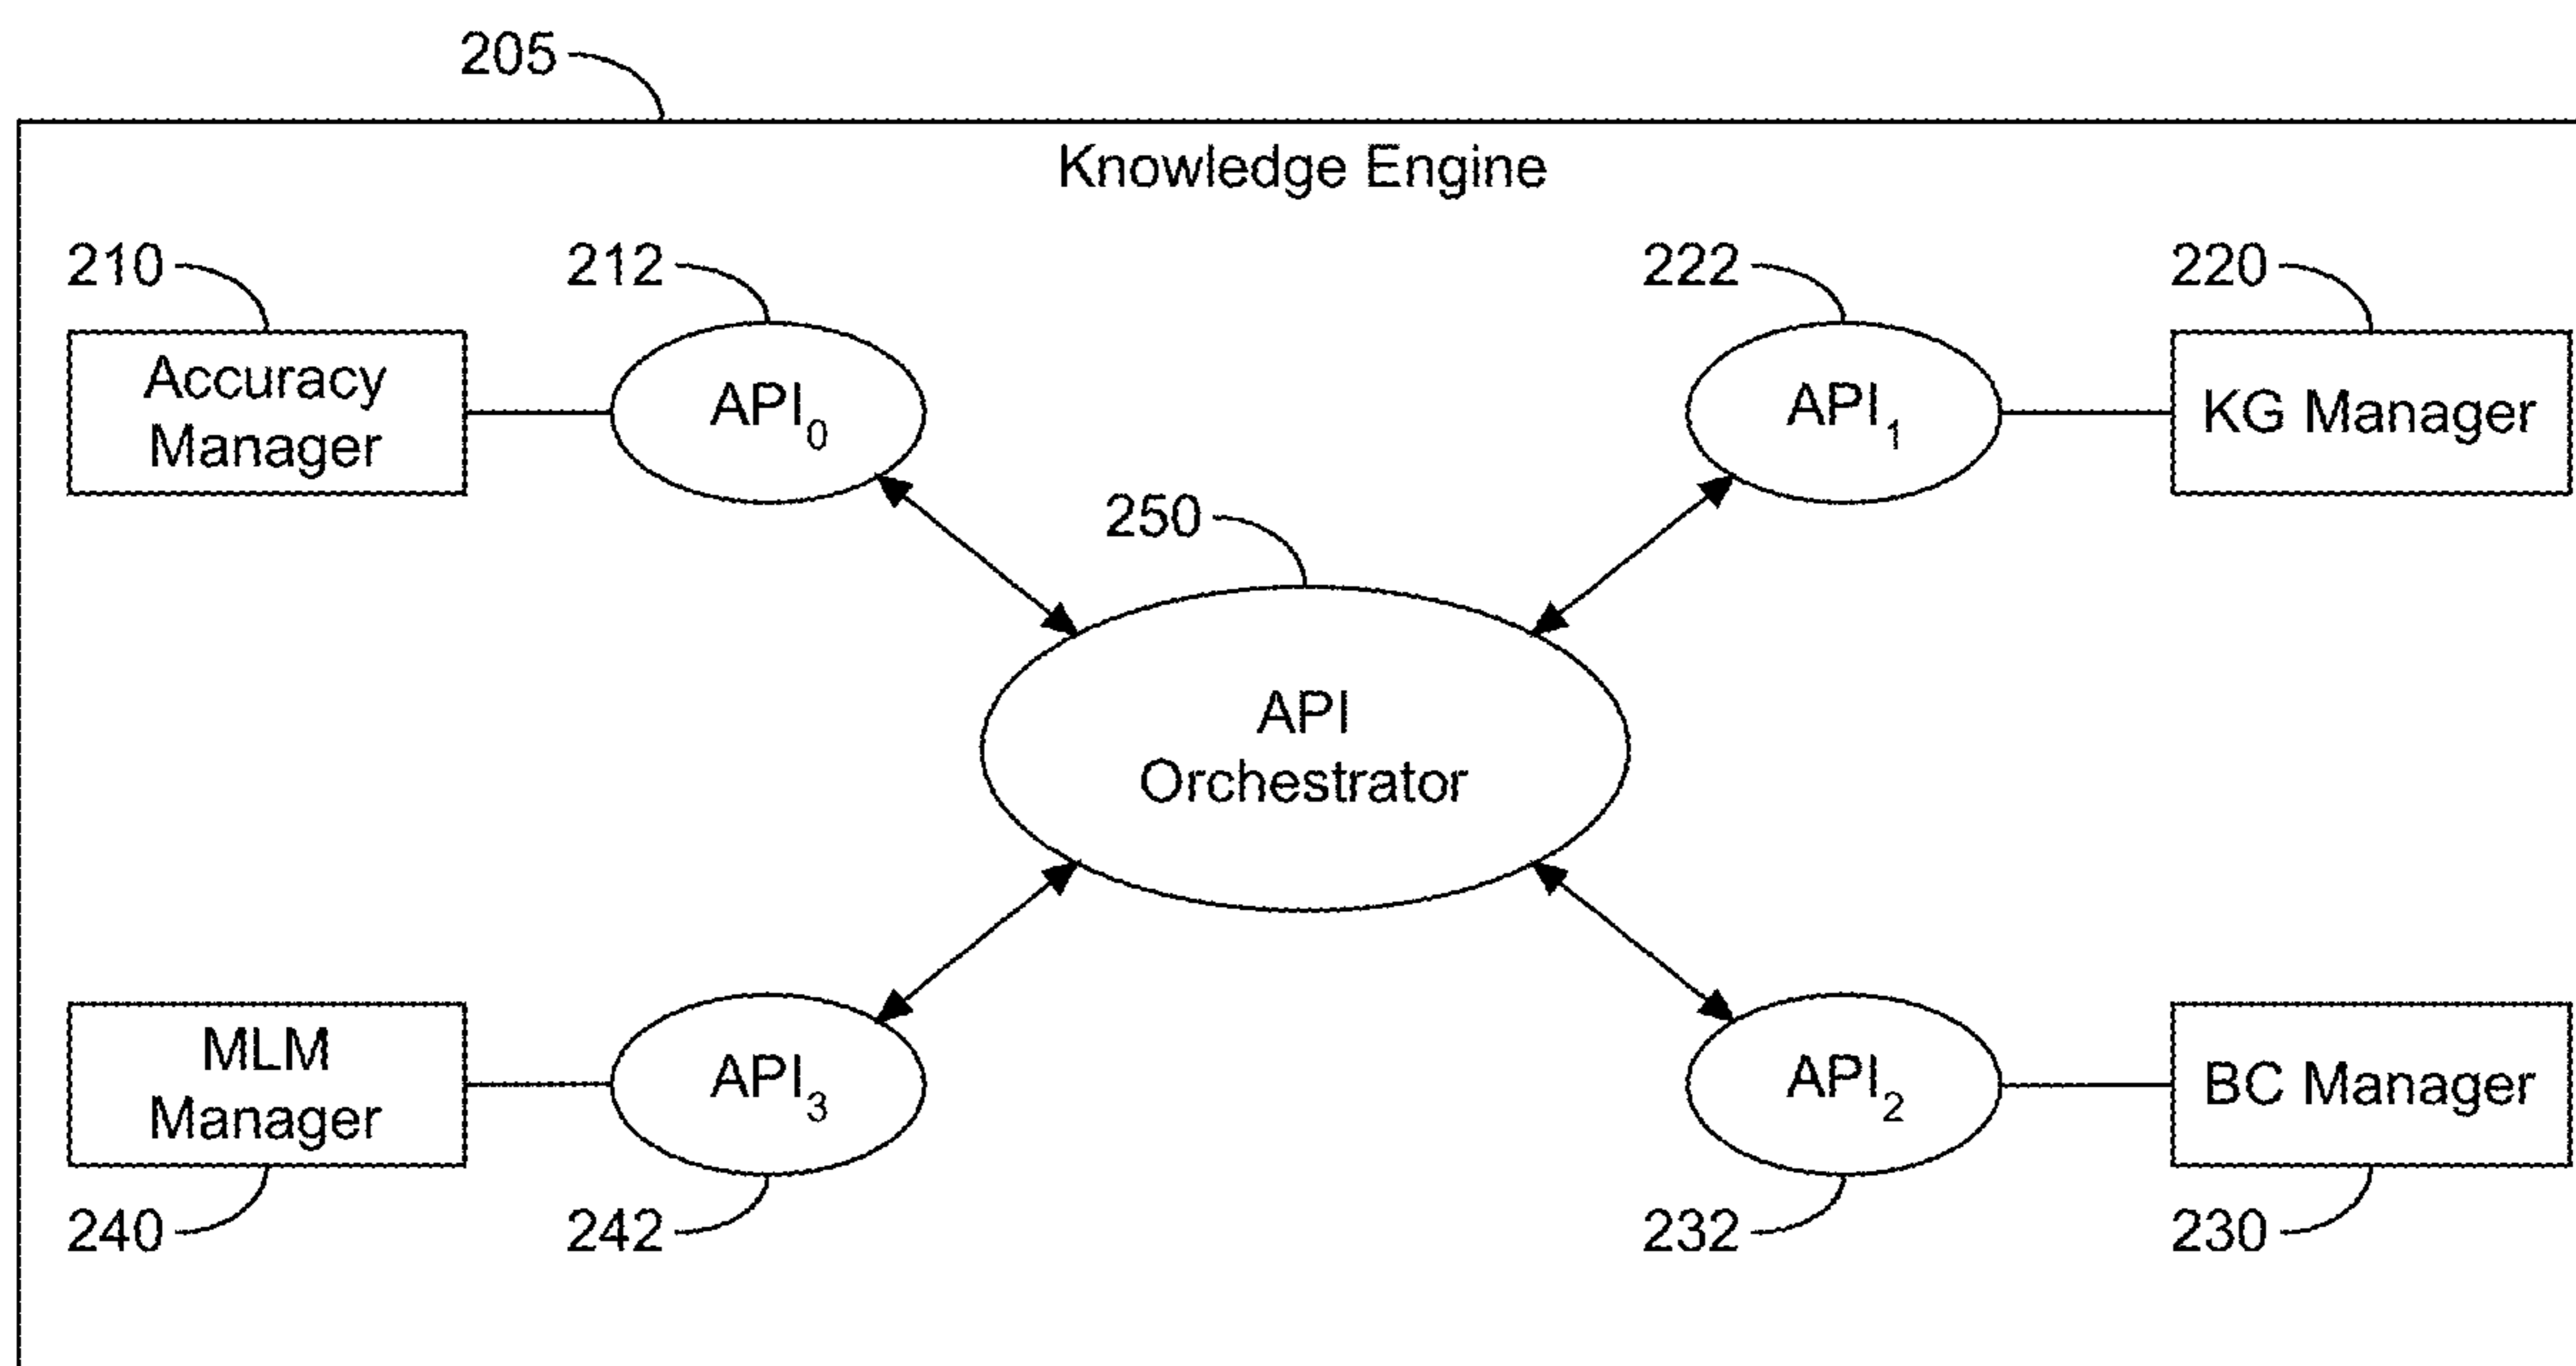 205
Knowledge Engine
210
212
222
220
Accuracy
Manager
API₀
API₁
KG Manager
250
API
Orchestrator
MLM
Manager
API₃
API₂
BC Manager
240
242
232
230